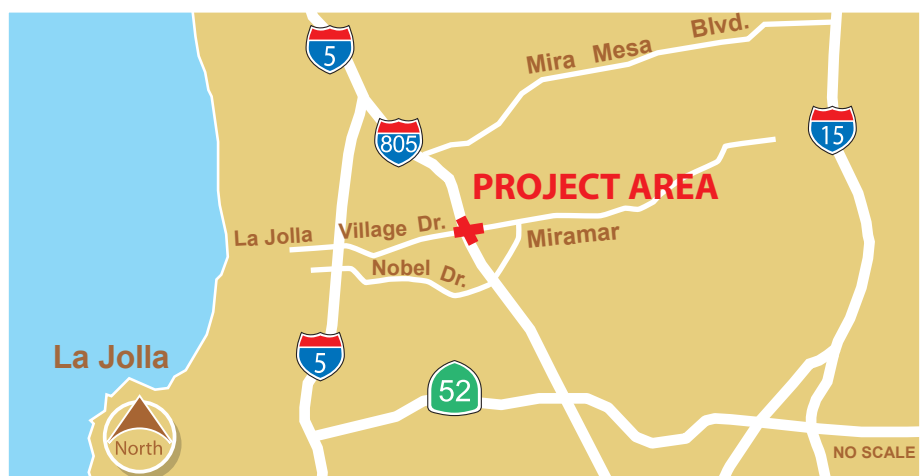 5
Mira Mesa Blvd.
805
15
PROJECT AREA
La Jolla Village Dr.
Miramar
Nobel Dr.
La Jolla
5
52
North
NO SCALE